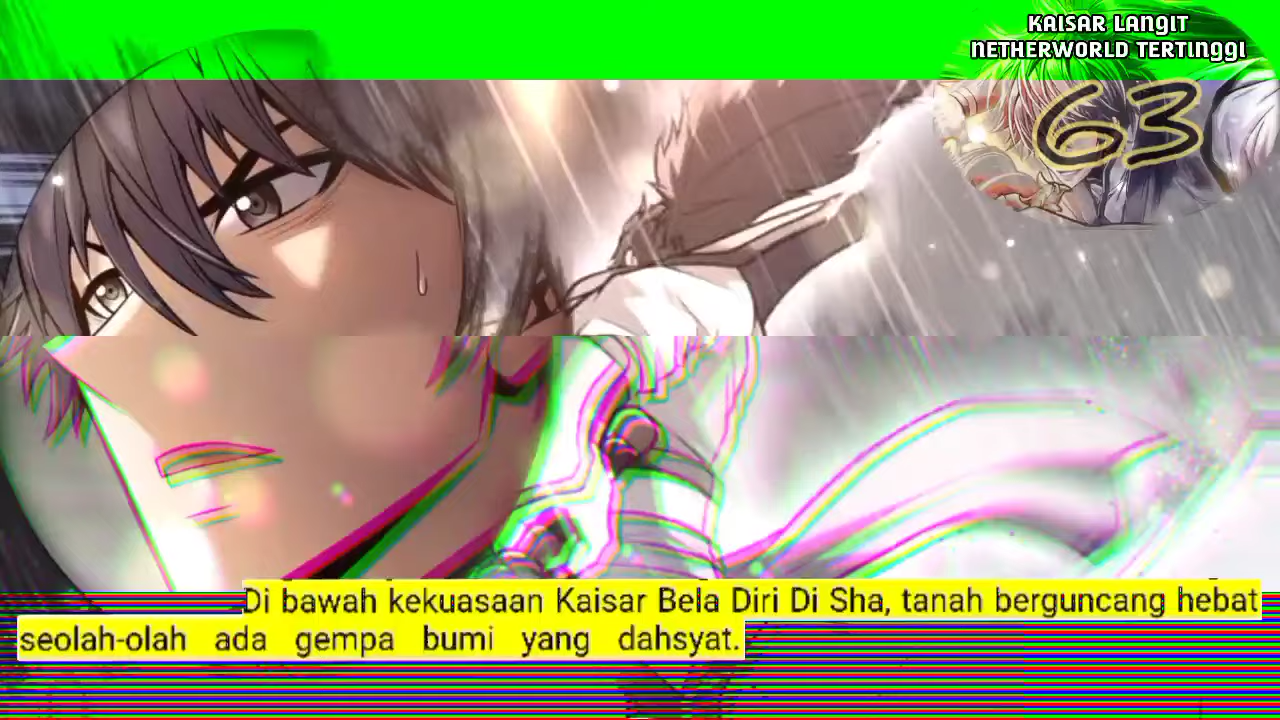 KAISAR LANGIT
NETHERWORLD TERTINGGI
63
Di bawah kekuasaan Kaisar Bela Diri Di Sha, tanah berguncang hebat
seolah-olah ada gempa bumi yang dahsyat.